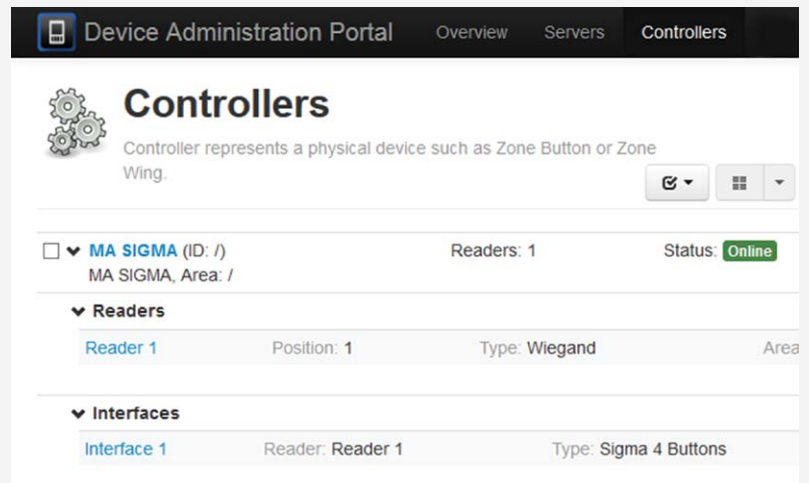 Device Administration Portal Overview Servers Controllers
Controllers
Controller represents a physical device such as Zone Button or Zone
Wing.
MA SIGMA (ID: /) Readers: 1 Status: Online
MA SIGMA, Area: /
Readers
Reader 1 Position: 1 Type: Wiegand Area
Interfaces
Interface 1 Reader: Reader 1 Type: Sigma 4 Buttons